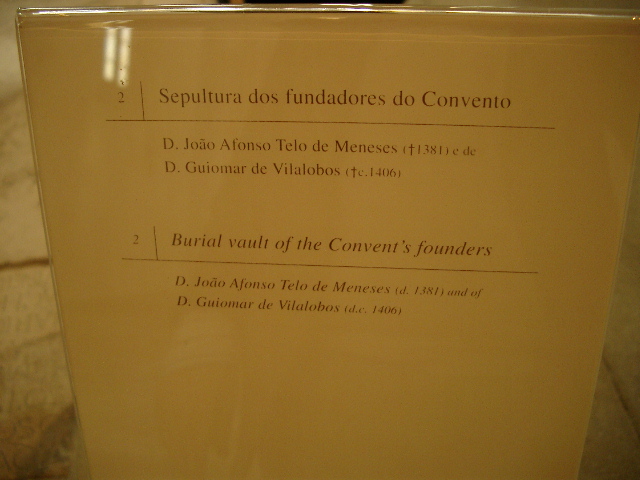 2 Sepultura dos fundadores do Convento
D. João Afonso Telo de Meneses (†1381) e de
D. Guiomar de Vilalobos (†c.1406)
2 Burial vault of the Convent's founders
D. João Afonso Telo de Meneses (d. 1381) and of
D. Guiomar de Vilalobos (d.c. 1406)